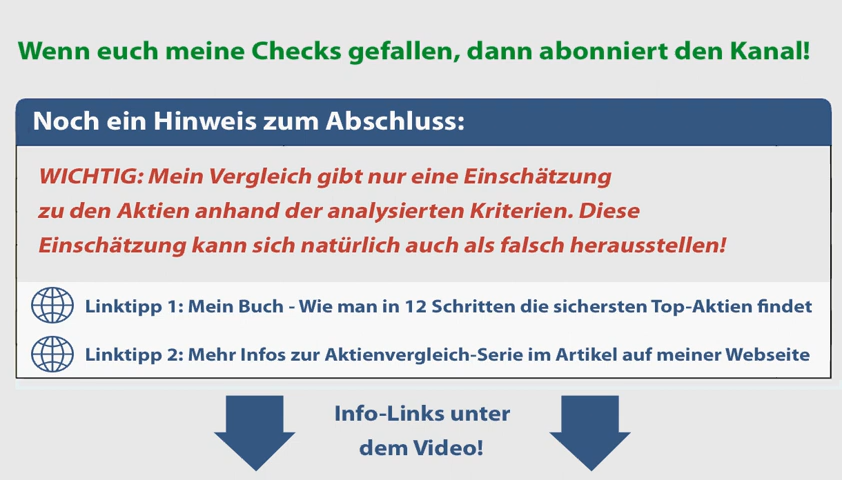 Wenn euch meine Checks gefallen, dann abonniert den Kanal!
Noch ein Hinweis zum Abschluss:
WICHTIG: Mein Vergleich gibt nur eine Einschätzung
zu den Aktien anhand der analysierten Kriterien. Diese
Einschätzung kann sich natürlich auch als falsch herausstellen!
Linktipp 1: Mein Buch - Wie man in 12 Schritten die sichersten Top-Aktien findet
Linktipp 2: Mehr Infos zur Aktienvergleich-Serie im Artikel auf meiner Webseite
Info-Links unter
dem Video!